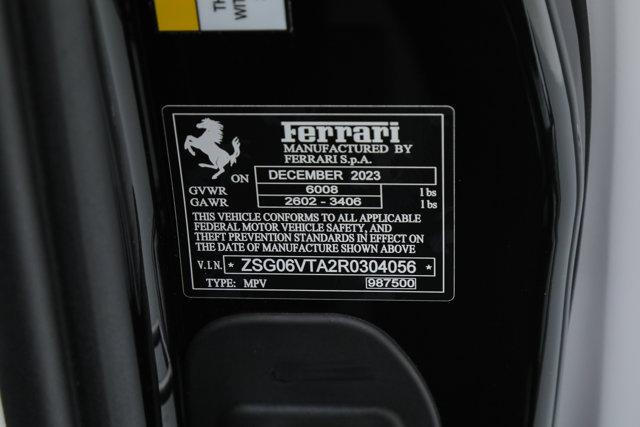 TH
WIT
Ferrari
MANUFACTURED BY
FERRARI S.p.A.
ON DECEMBER 2023
GVWR 6008 lbs
GAWR 2602 - 3406 lbs
THIS VEHICLE CONFORMS TO ALL APPLICABLE
FEDERAL MOTOR VEHICLE SAFETY, AND
THEFT PREVENTION STANDARDS IN EFFECT ON
THE DATE OF MANUFACTURE SHOWN ABOVE
V.I.N. * ZSG06VTA2R0304056 *
TYPE: MPV 987500